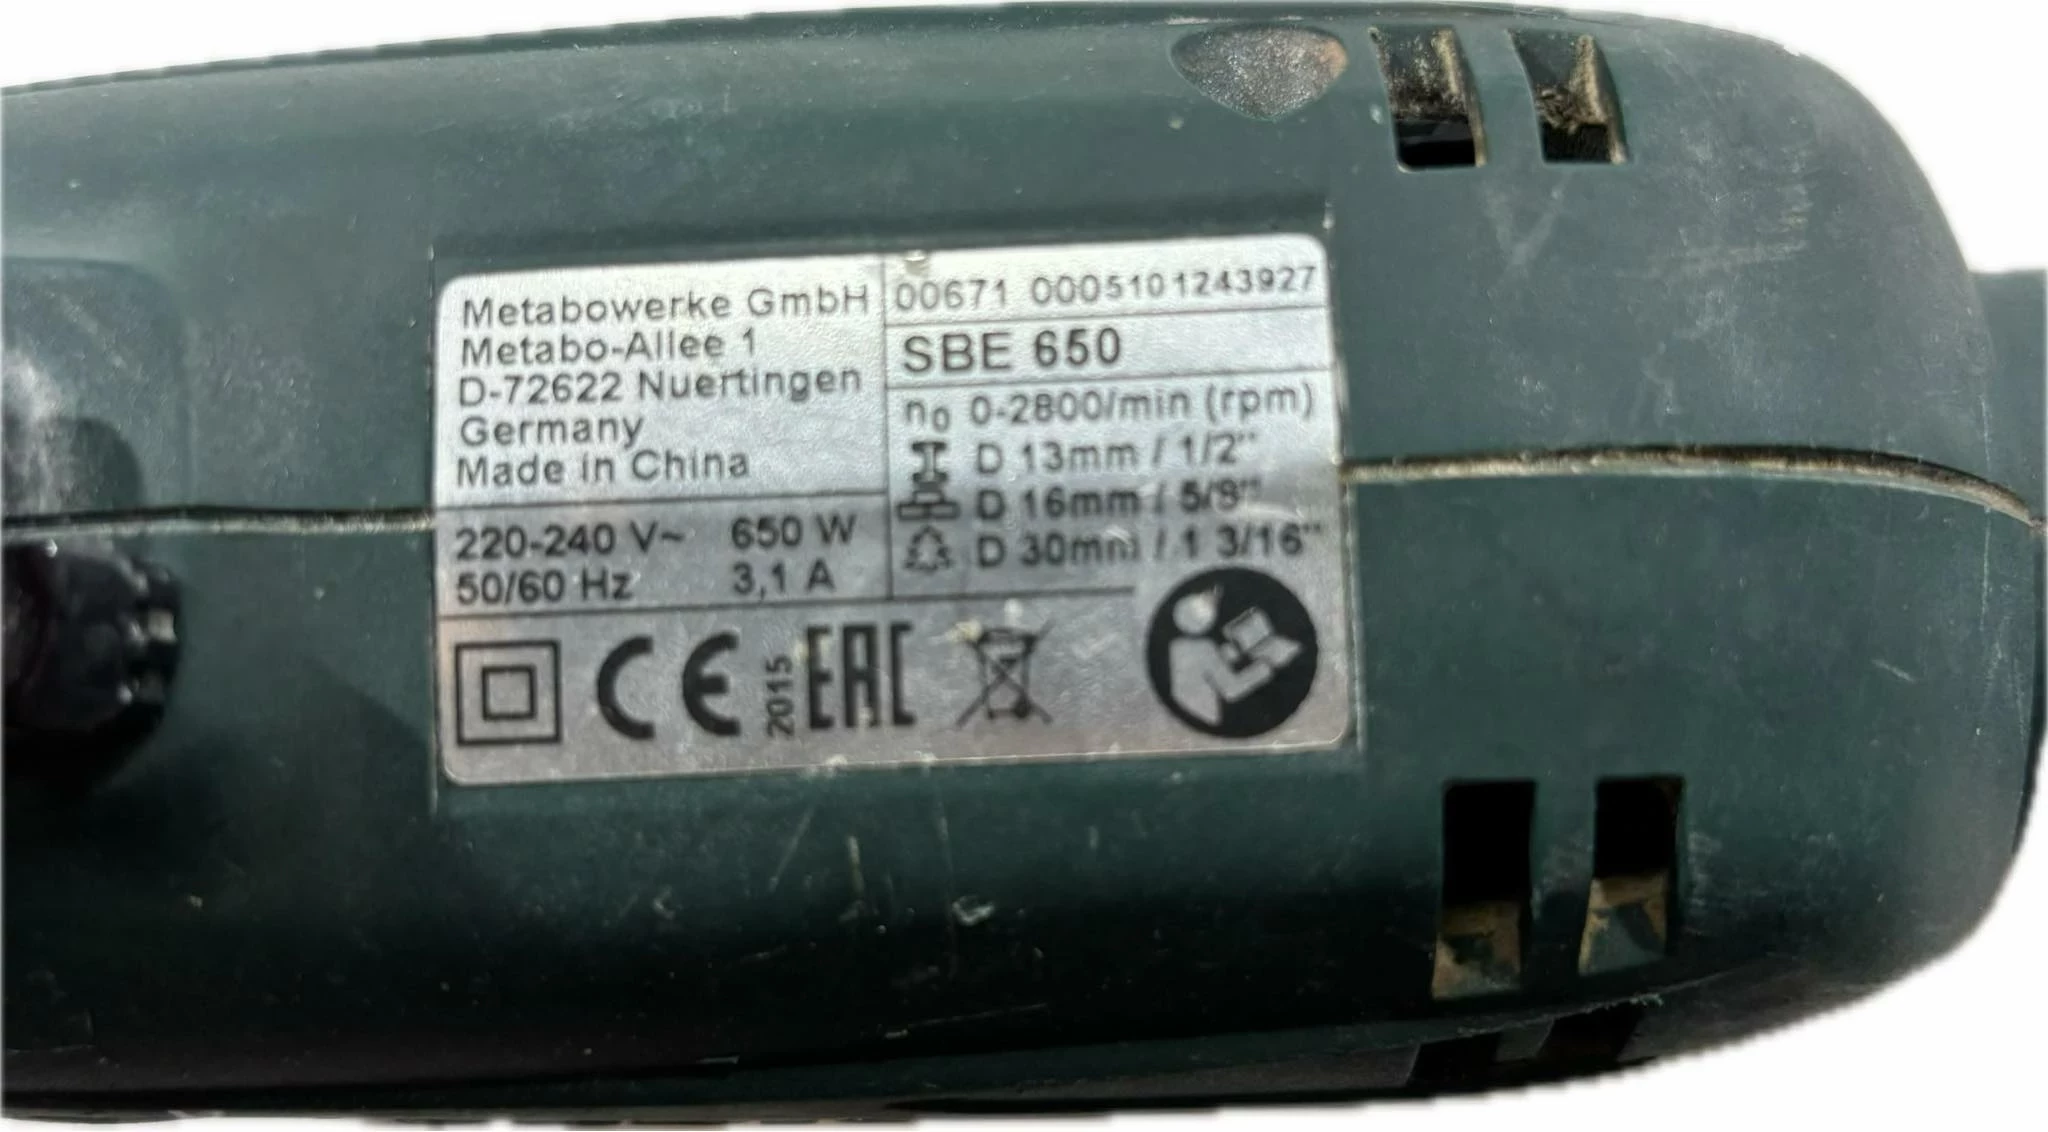 Metabowerke GmbH
Metabo-Allee 1
D-72622 Nuertingen
Germany
Made in China
220-240 V~ 650 W
50/60 Hz 3,1 A
00671 0005101243927
SBE 650
n0 0-2800/min (rpm)
D 13mm / 1/2"
D 16mm / 5/8"
D 30mm / 1 3/16"
CE
2015
EAC